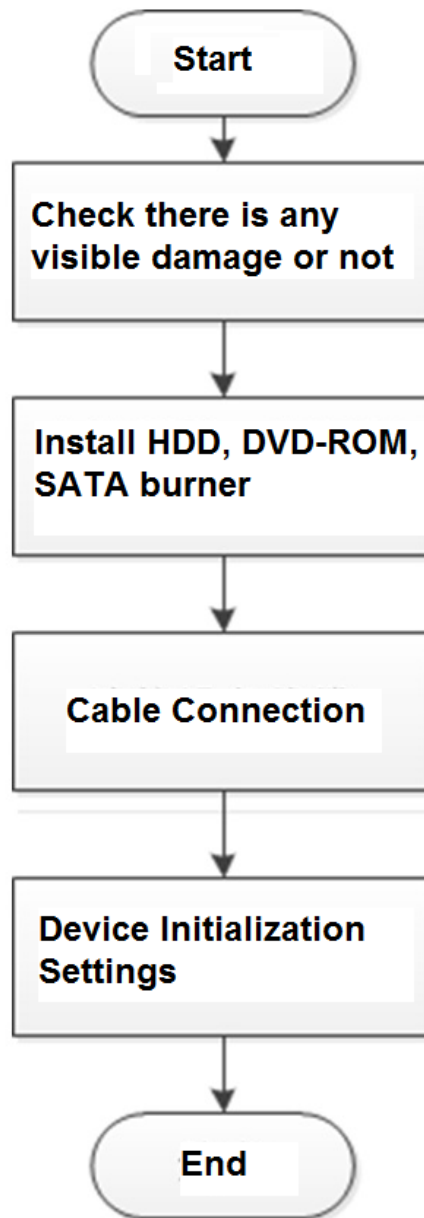 Start
Check there is any
visible damage or not
Install HDD, DVD-ROM,
SATA burner
Cable Connection
Device Initialization
Settings
End